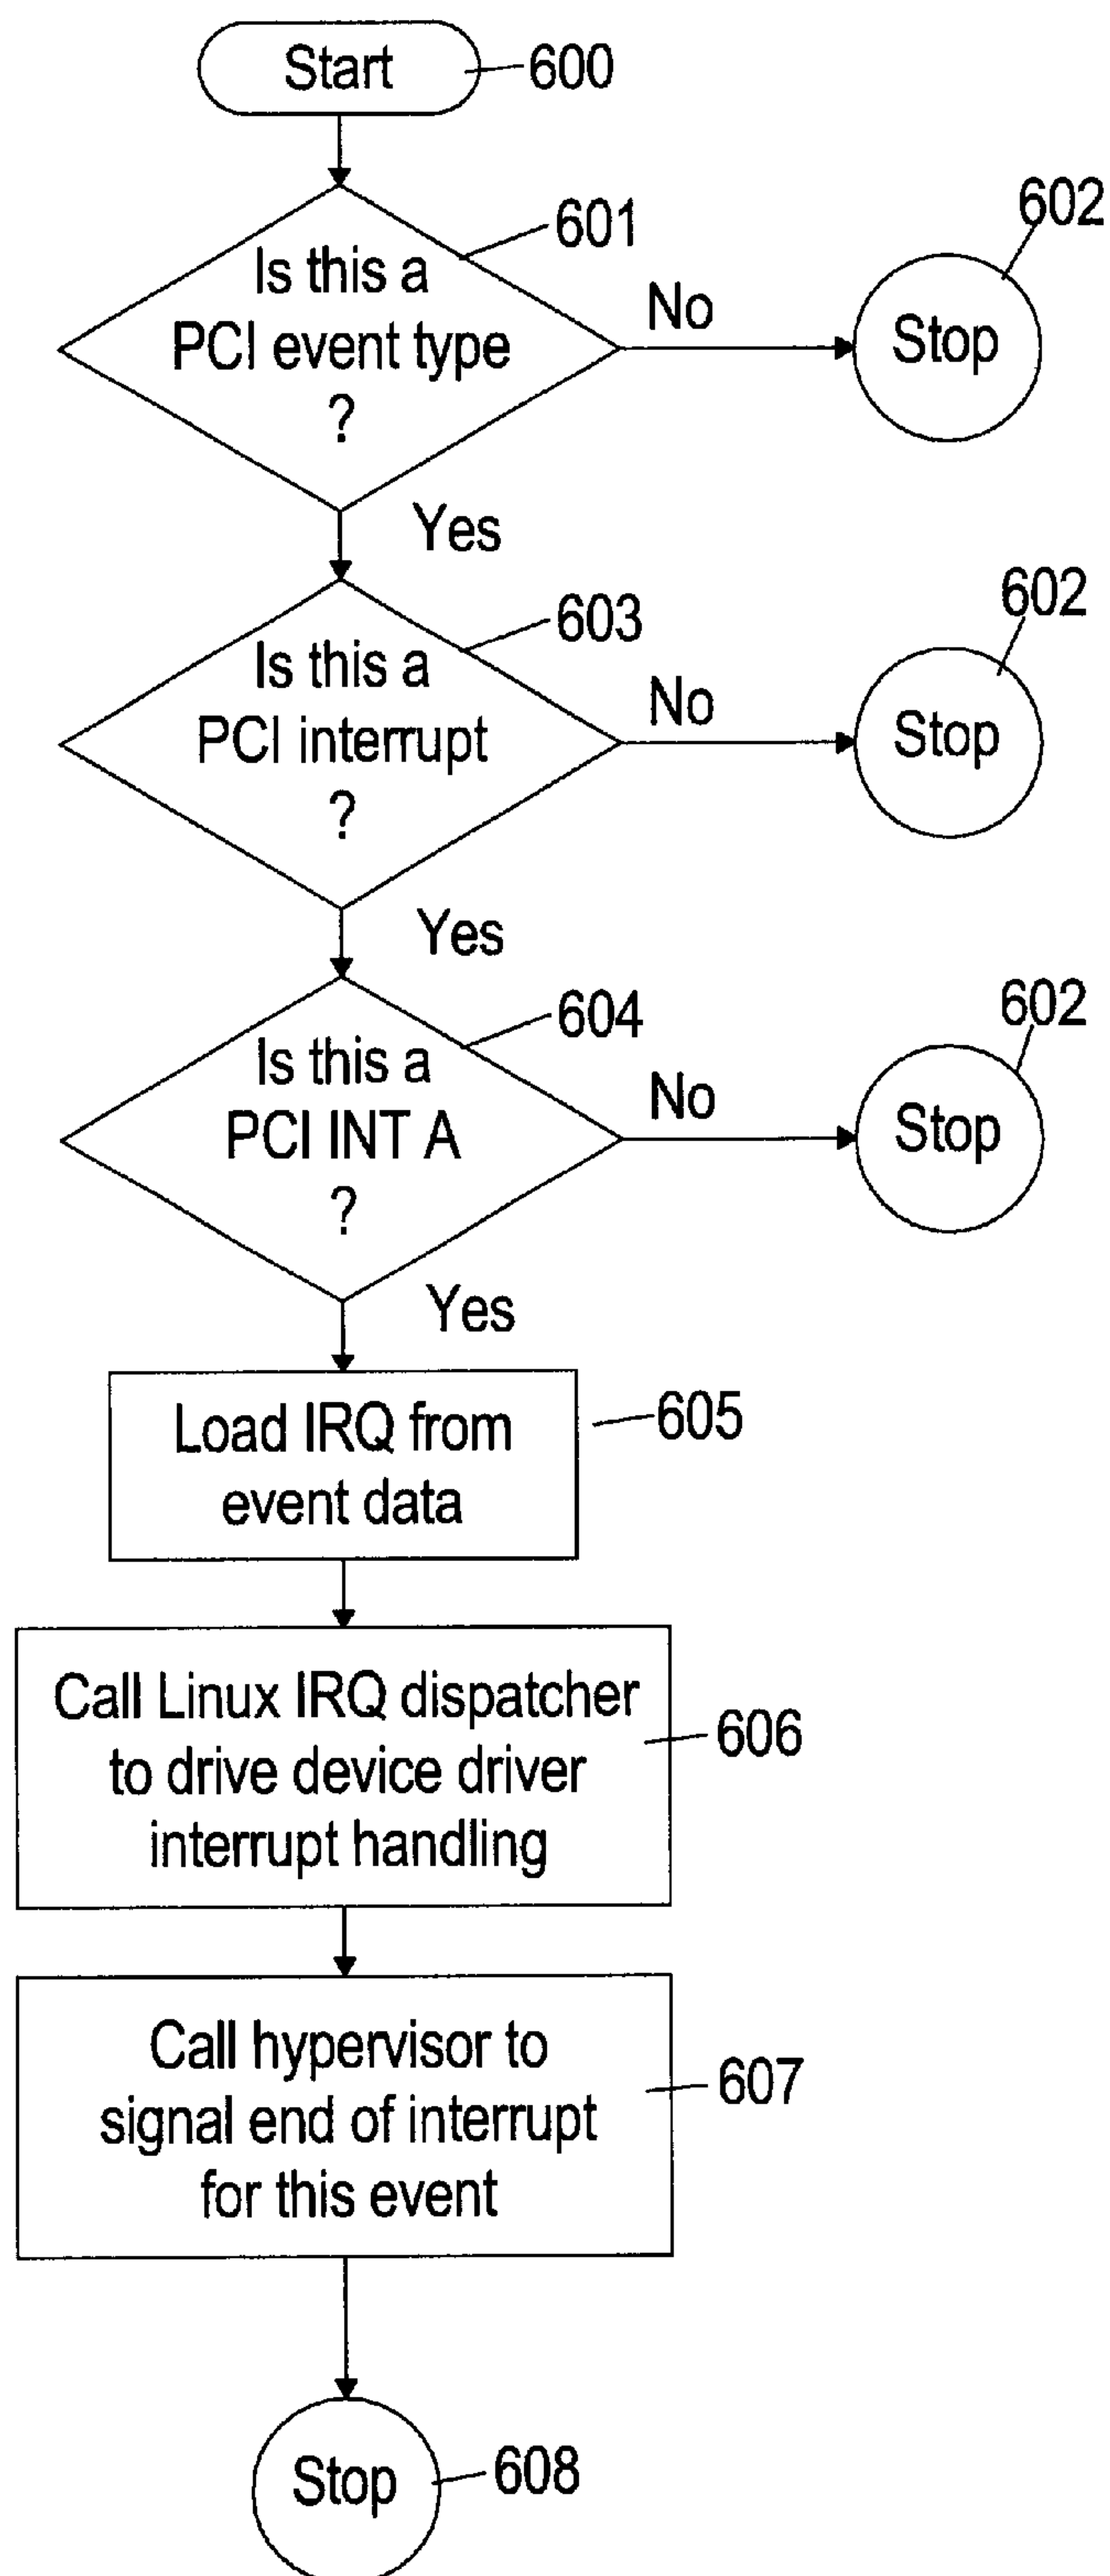 Start
600
601
Is this a
PCI event type
?
No
602
Stop
Yes
603
Is this a
PCI interrupt
?
No
602
Stop
Yes
604
Is this a
PCI INT A
?
No
602
Stop
Yes
Load IRQ from
event data
605
Call Linux IRQ dispatcher
to drive device driver
interrupt handling
606
Call hypervisor to
signal end of interrupt
for this event
607
Stop
608